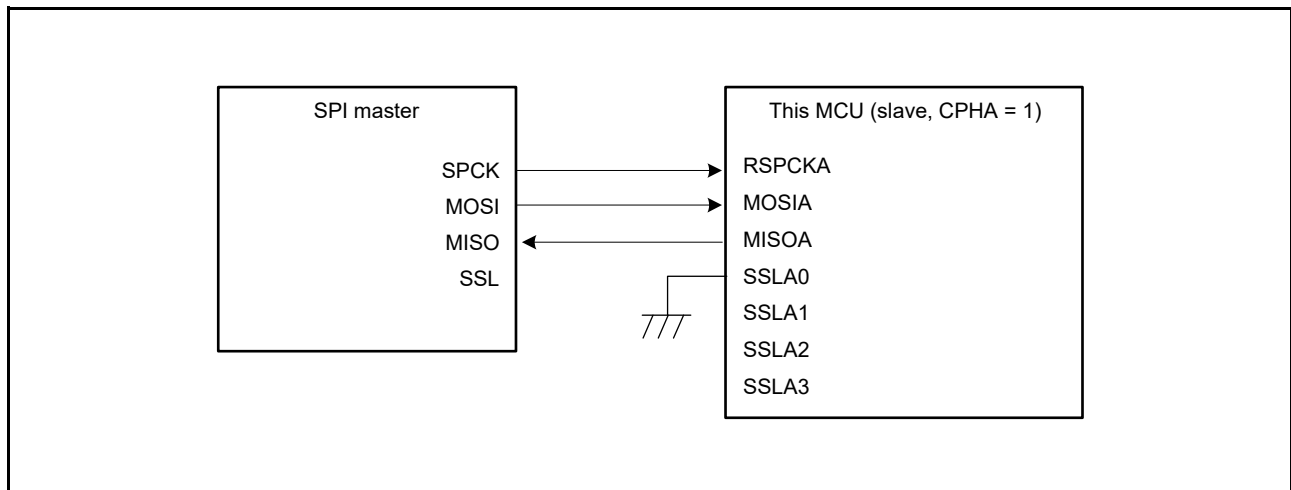 SPI master
SPCK
MOSI
MISO
SSL
This MCU (slave, CPHA = 1)
RSPCKA
MOSIA
MISOA
SSLA0
SSLA1
SSLA2
SSLA3